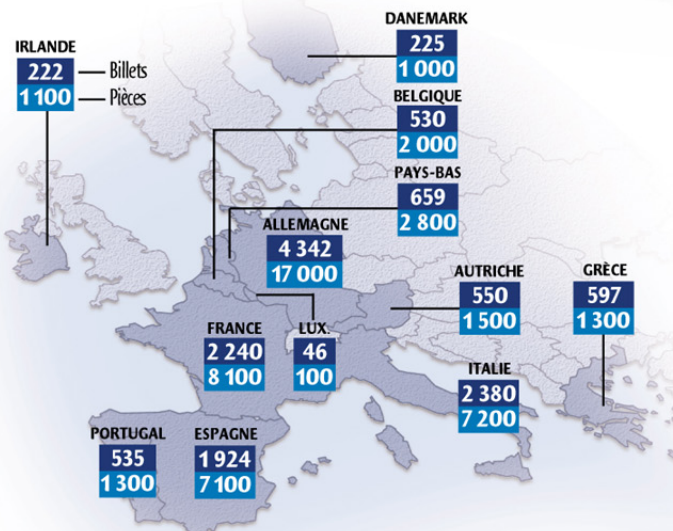 DANEMARK
225
1 000
IRLANDE
222
Billets
1 100
Pièces
BELGIQUE
530
2 000
PAYS-BAS
659
2 800
ALLEMAGNE
4 342
17 000
AUTRICHE
550
1 500
GRÈCE
597
1 300
FRANCE
2 240
8 100
LUX.
46
100
ITALIE
2 380
7 200
PORTUGAL
535
1 300
ESPAGNE
1 924
7 100